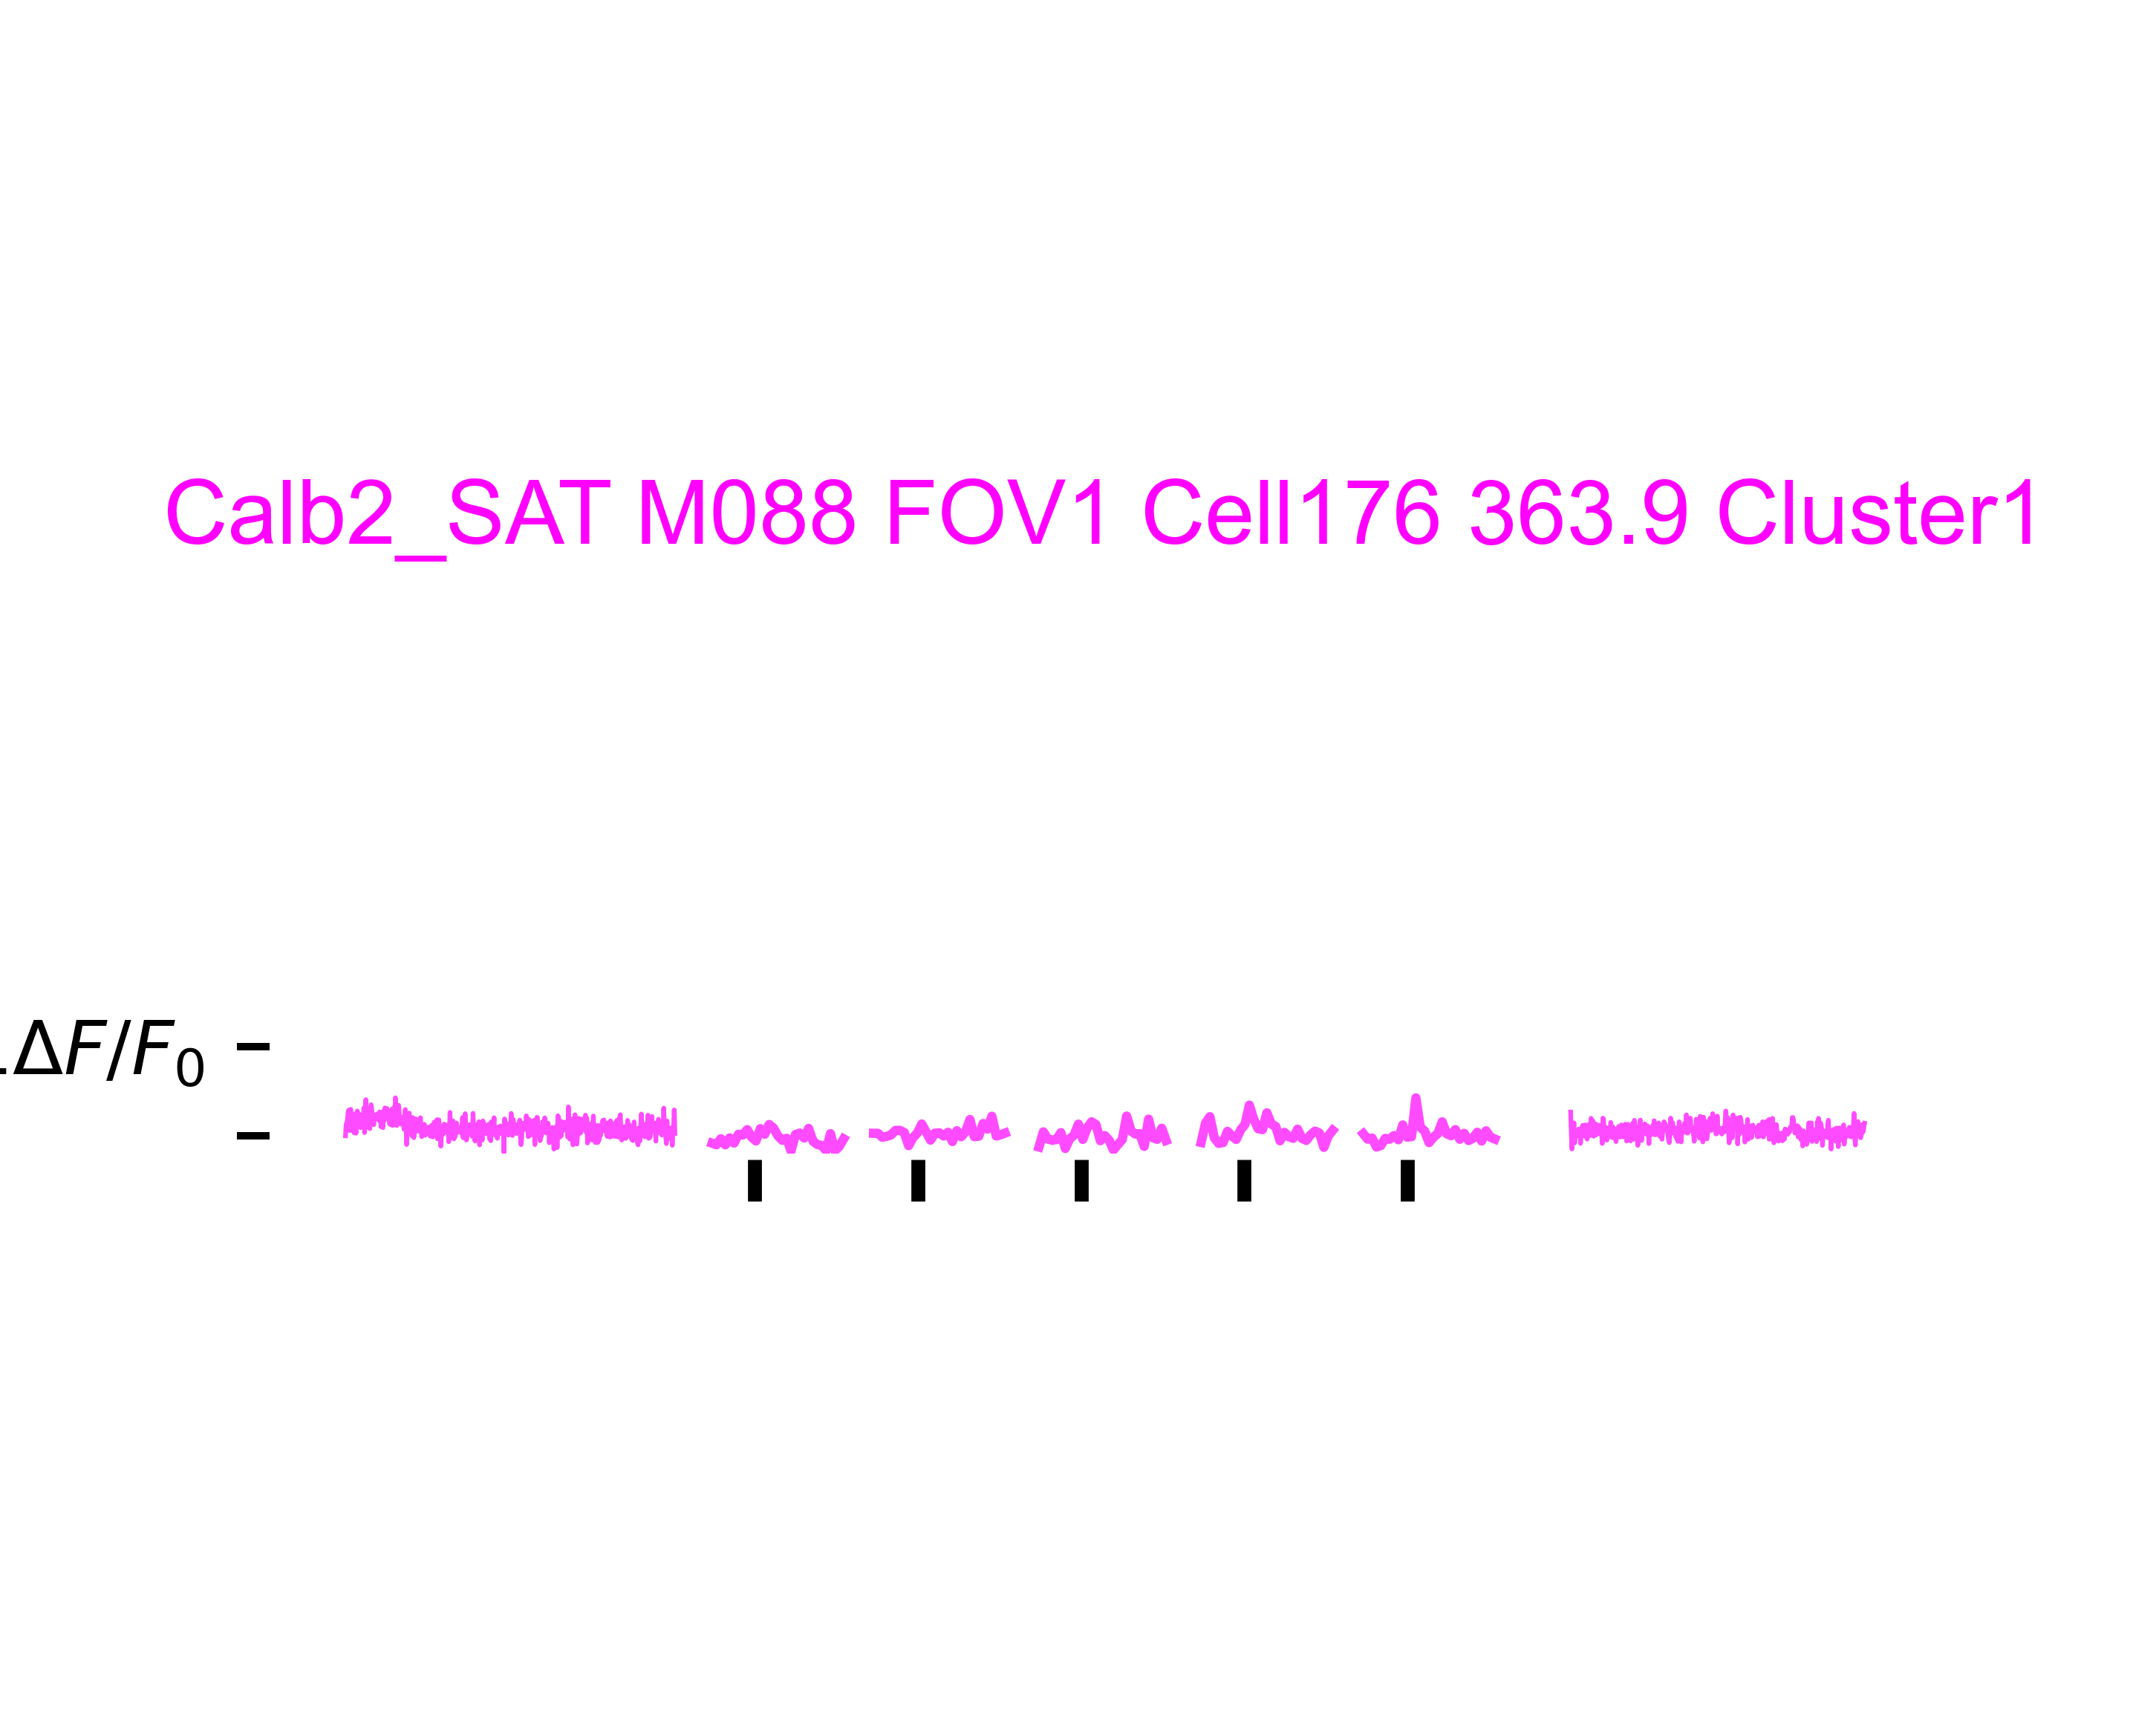 Calb2_SAT M088 FOV1 Cell176 363.9 Cluster1
.ΔF/F₀